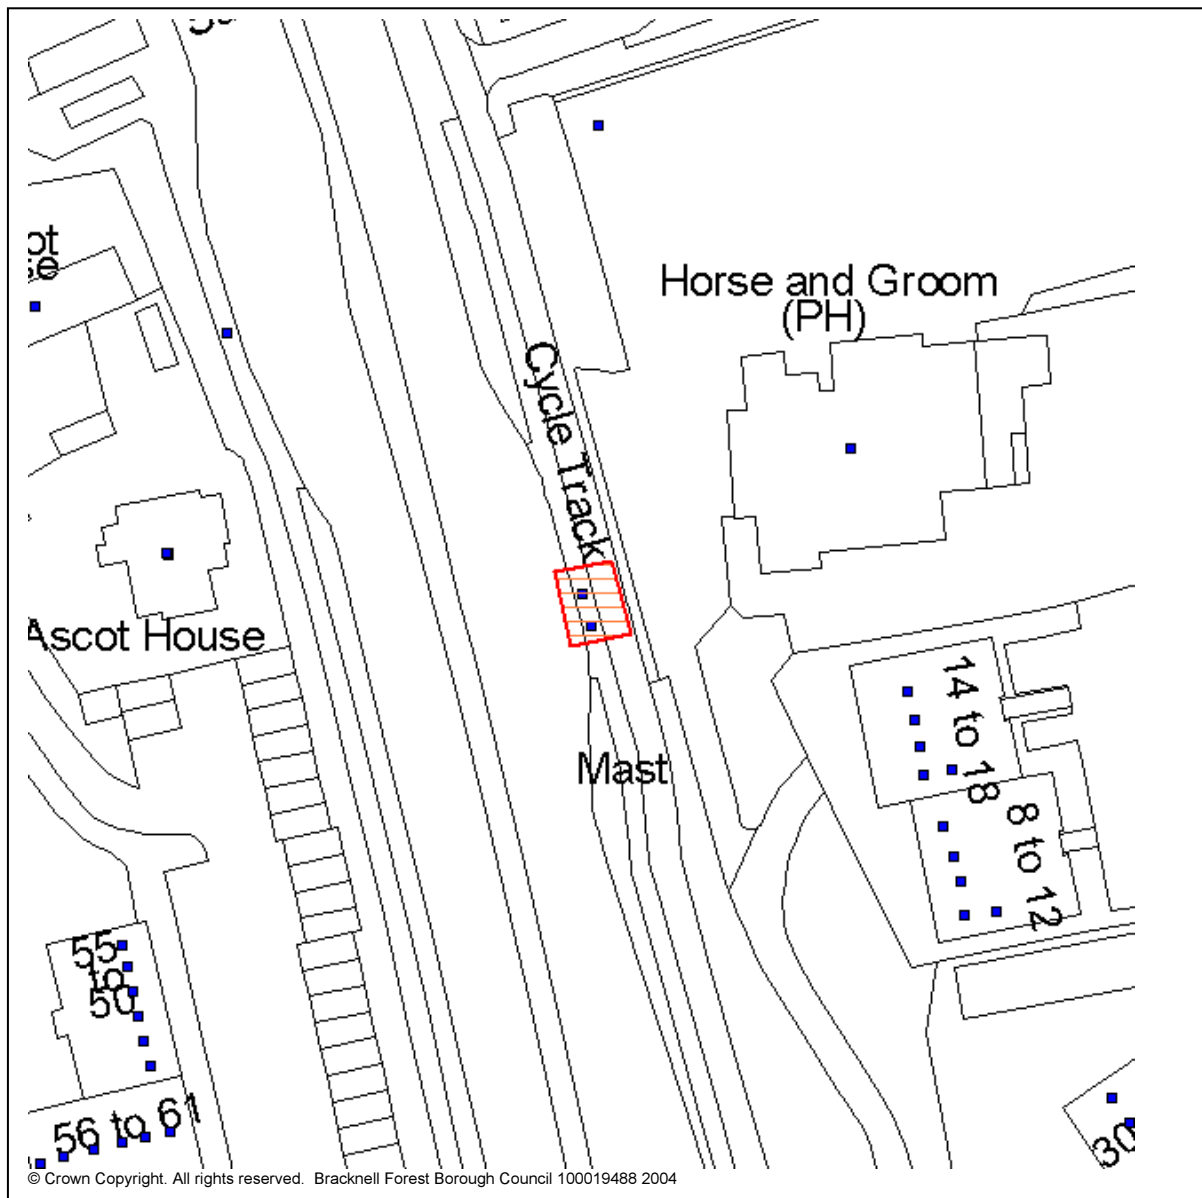 Horse and Groom
(PH)
Cycle Track
Ascot House
14 to 18
Mast
8 to 12
55
to
50
56 to 61
30
© Crown Copyright. All rights reserved. Bracknell Forest Borough Council 100019488 2004